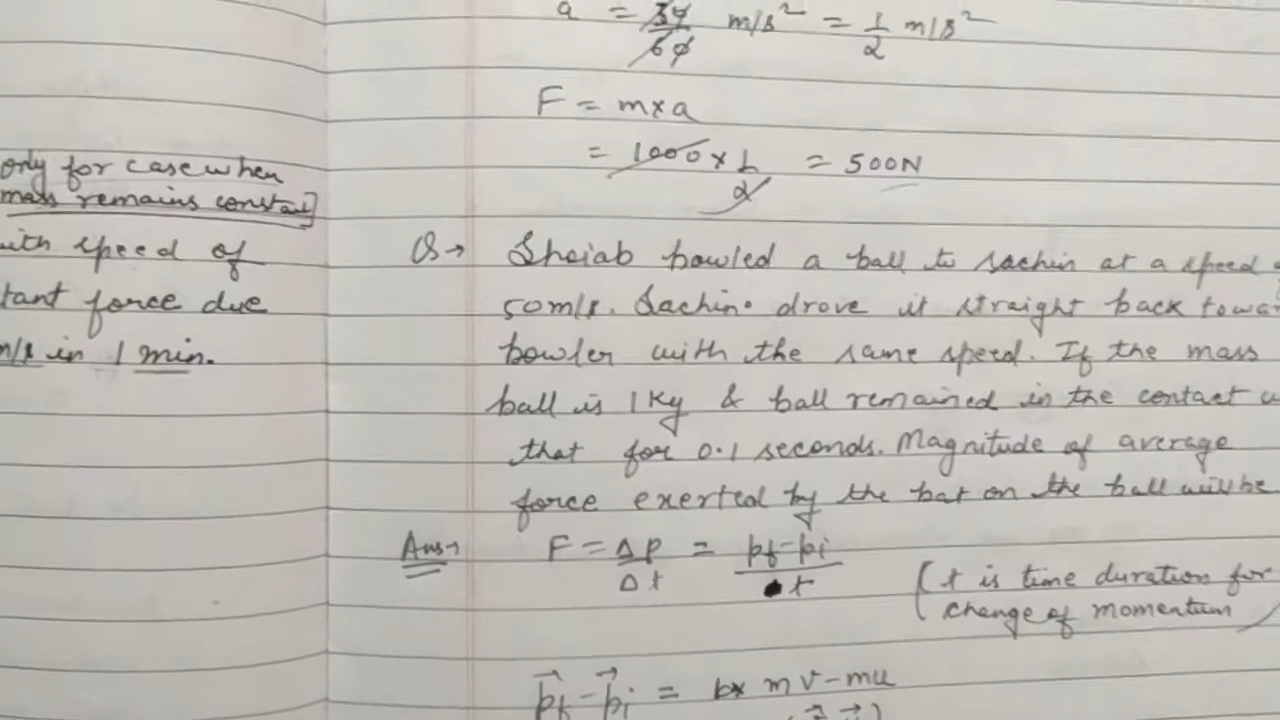 only for case when
mass remains constant]
with speed of
tant force due
m/s in 1 min.
a = 30/60 m/s² = 1/2 m/s²
F = m×a
= 1000 × 1/2 = 500N
Q→ Shoiab bowled a ball to sachin at a speed
50m/s. Sachin drove it straight back towar
bowler with the same speed. If the mass
ball is 1 Kg & ball remained in the contact w
that for 0.1 seconds. Magnitude of average
force exerted by the bat on the ball will be
Ans→ F = Δp/Δt = pf-pi/t
(t is time duration for
change of momentum)
pf - pi = mv - mu